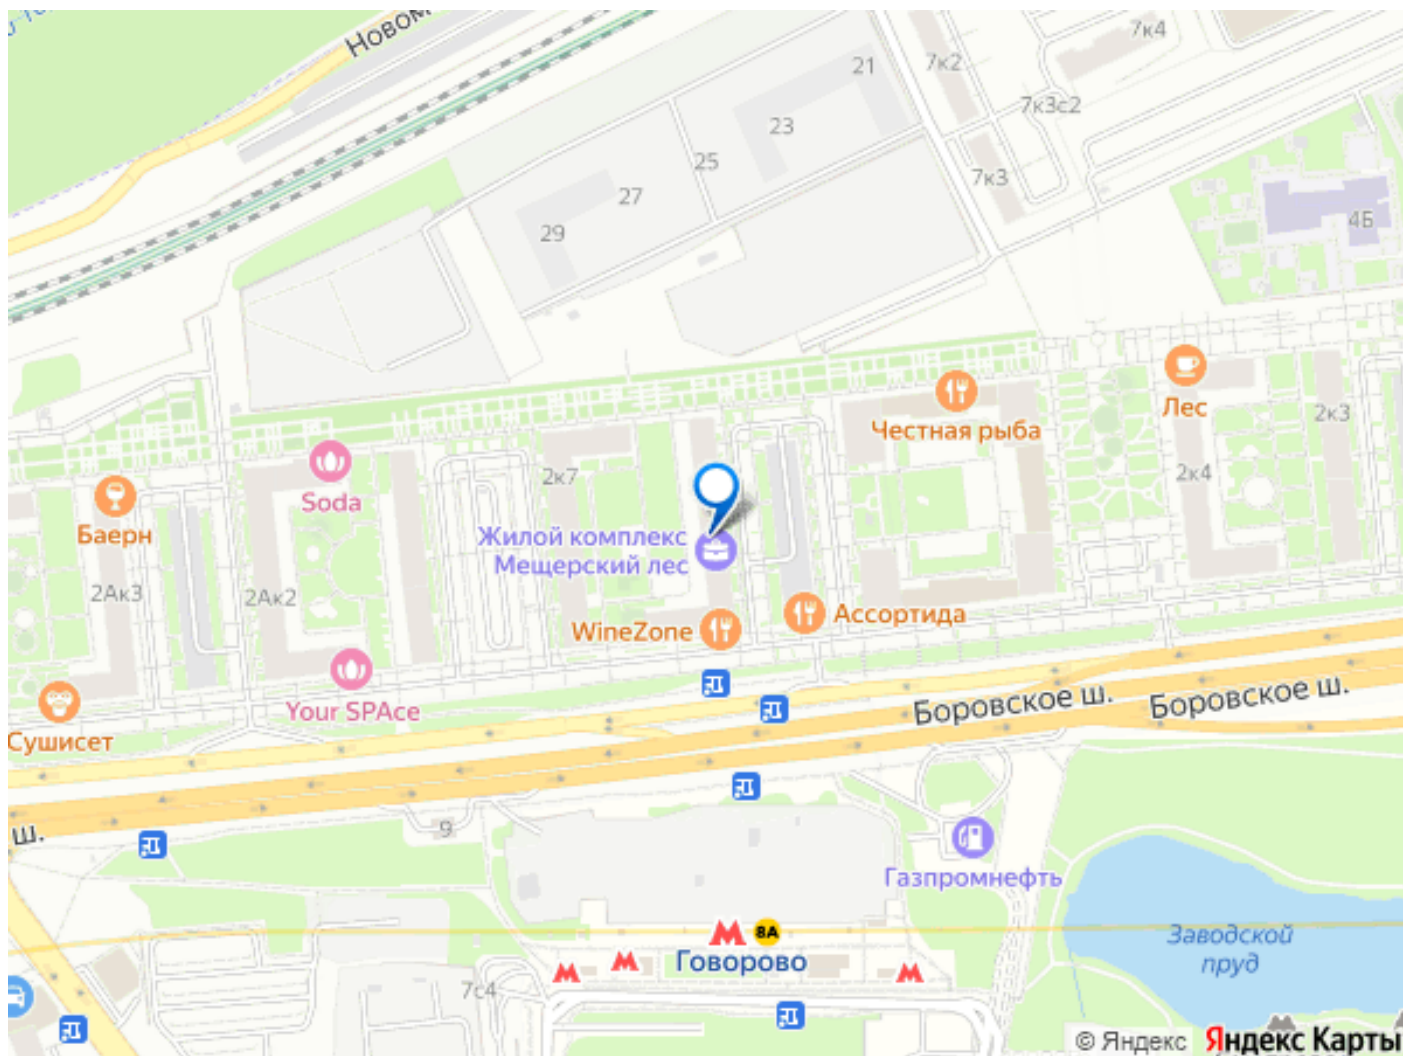 Новом
7к4
21
7к2
23
7к3с2
25
7к3
27
29
4Б
Лес
2к3
Честная рыба
2к7
2к4
Soda
Баерн
Жилой комплекс
Мещерский лес
2Ак3
2Ак2
Ассортида
WineZone
Боровское ш.
Боровское ш.
Your SPAce
Сушисет
ш.
9
Газпромнефть
8А
Говорово
Заводской
пруд
7с4
© Яндекс Яндекс Карты